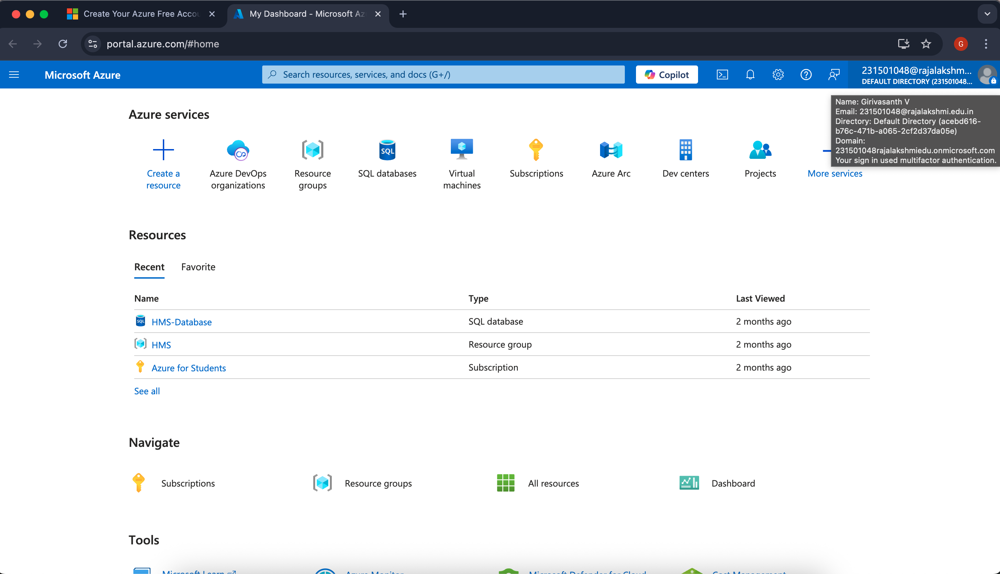 Create Your Azure Free Accou
My Dashboard - Microsoft Az
portal.azure.com/#home
G
Microsoft Azure
Search resources, services, and docs (G+/)
Copilot
231501048@rajalakshm...
DEFAULT DIRECTORY (231501048...
Name: Girivasanth V
Email: 231501048@rajalakshmi.edu.in
Directory: Default Directory (acebd616-
b76c-471b-a065-2cf2d37da05e)
Domain:
231501048rajalakshmiedu.onmicrosoft.com
Your sign in used multifactor authentication.
Azure services
Create a
resource
Azure DevOps
organizations
Resource
groups
SQL
SQL databases
Virtual
machines
Subscriptions
Azure Arc
Dev centers
Projects
More services
Resources
Recent Favorite
Name Type Last Viewed
SQL HMS-Database SQL database 2 months ago
HMS Resource group 2 months ago
Azure for Students Subscription 2 months ago
See all
Navigate
Subscriptions Resource groups All resources Dashboard
Tools
Microsoft Learn Azure Monitor Microsoft Defender for Cloud Cost Management